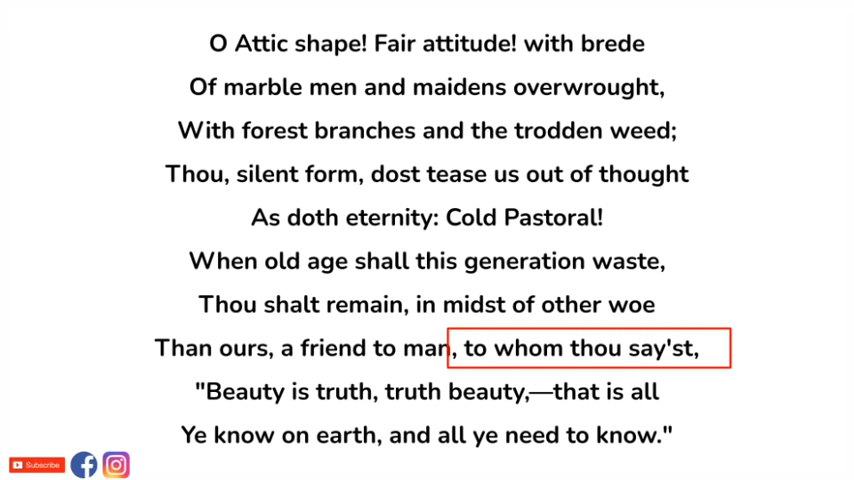 O Attic shape! Fair attitude! with brede
Of marble men and maidens overwrought,
With forest branches and the trodden weed;
Thou, silent form, dost tease us out of thought
As doth eternity: Cold Pastoral!
When old age shall this generation waste,
Thou shalt remain, in midst of other woe
Than ours, a friend to man, to whom thou say'st,
"Beauty is truth, truth beauty,—that is all
Ye know on earth, and all ye need to know."
Subscribe